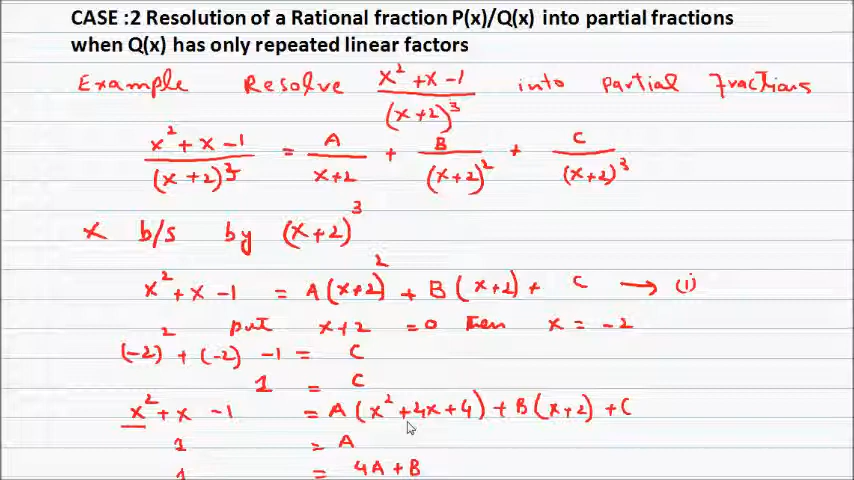 CASE :2 Resolution of a Rational fraction P(x)/Q(x) into partial fractions
when Q(x) has only repeated linear factors
Example Resolve x² + x - 1 / (x+2)³ into partial fractions
x² + x - 1 / (x+2)³ = A / x+2 + B / (x+2)² + C / (x+2)³
× b/s by (x+2)³
x² + x - 1 = A(x+2)² + B(x+2) + C → (i)
put x+2 = 0 then x = -2
(-2)² + (-2) - 1 = C
1 = C
x² + x - 1 = A(x² + 4x + 4) + B(x+2) + C
1 = A
1 = 4A + B